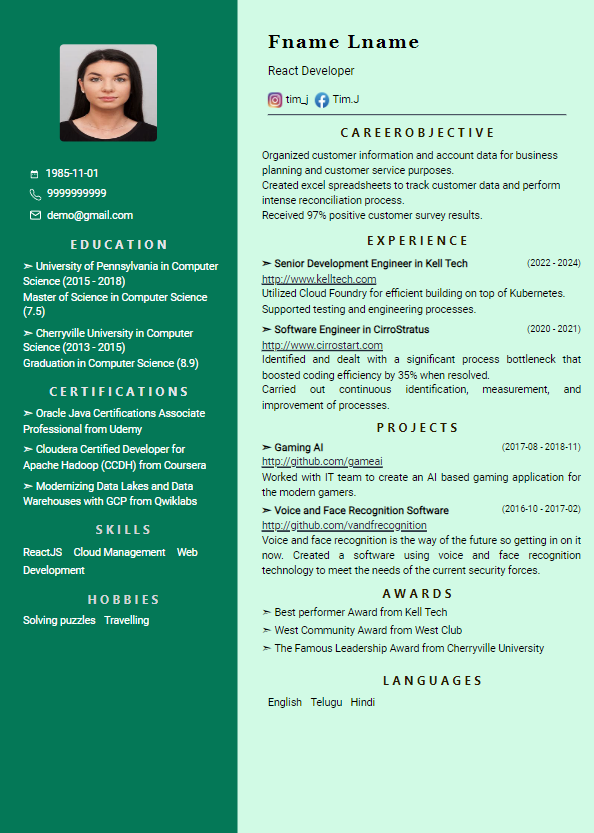 1985-11-01
9999999999
demo@gmail.com
EDUCATION
➣ University of Pennsylvania in Computer
Science (2015 - 2018)
Master of Science in Computer Science
(7.5)
➣ Cherryville University in Computer
Science (2013 - 2015)
Graduation in Computer Science (8.9)
CERTIFICATIONS
➣ Oracle Java Certifications Associate
Professional from Udemy
➣ Cloudera Certified Developer for
Apache Hadoop (CCDH) from Coursera
➣ Modernizing Data Lakes and Data
Warehouses with GCP from Qwiklabs
SKILLS
ReactJS Cloud Management Web
Development
HOBBIES
Solving puzzles Travelling
Fname Lname
React Developer
tim_j Tim.J
CAREEROBJECTIVE
Organized customer information and account data for business
planning and customer service purposes.
Created excel spreadsheets to track customer data and perform
intense reconciliation process.
Received 97% positive customer survey results.
EXPERIENCE
➣ Senior Development Engineer in Kell Tech (2022 - 2024)
http://www.kelltech.com
Utilized Cloud Foundry for efficient building on top of Kubernetes.
Supported testing and engineering processes.
➣ Software Engineer in CirroStratus (2020 - 2021)
http://www.cirrostart.com
Identified and dealt with a significant process bottleneck that
boosted coding efficiency by 35% when resolved.
Carried out continuous identification, measurement, and
improvement of processes.
PROJECTS
➣ Gaming AI (2017-08 - 2018-11)
http://github.com/gameai
Worked with IT team to create an AI based gaming application for
the modern gamers.
➣ Voice and Face Recognition Software (2016-10 - 2017-02)
http://github.com/vandfrecognition
Voice and face recognition is the way of the future so getting in on it
now. Created a software using voice and face recognition
technology to meet the needs of the current security forces.
AWARDS
➣ Best performer Award from Kell Tech
➣ West Community Award from West Club
➣ The Famous Leadership Award from Cherryville University
LANGUAGES
English Telugu Hindi